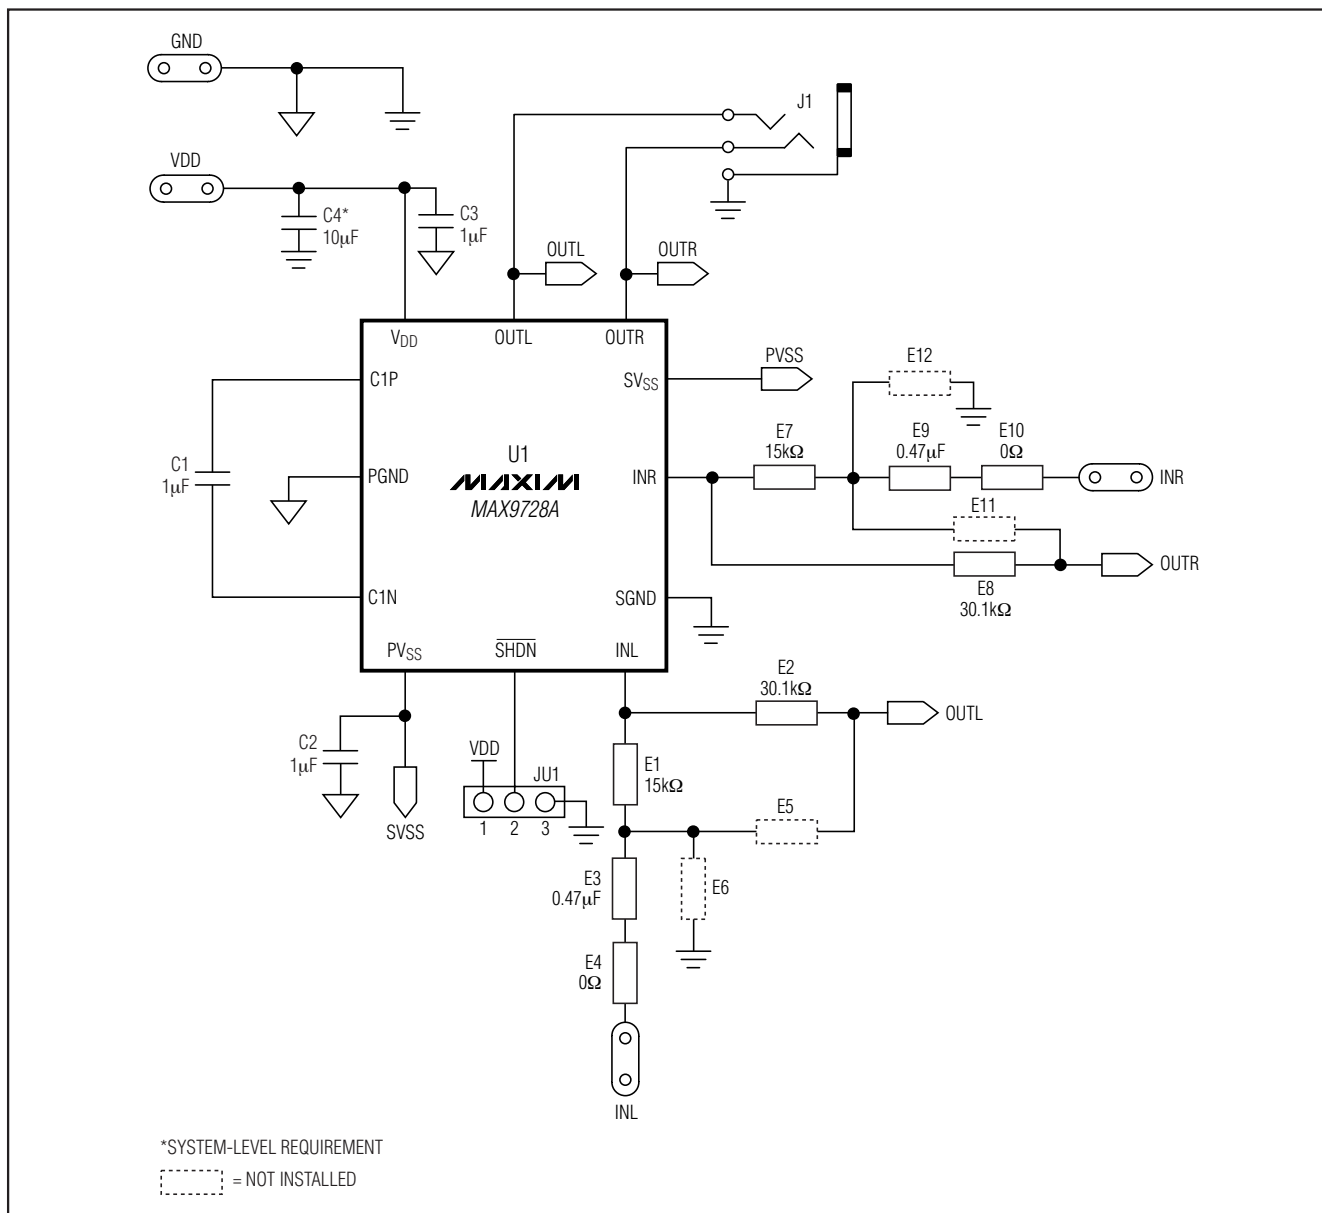 GND
J1
VDD
C4*
10µF
C3
1µF
OUTL
OUTR
VDD
OUTL
OUTR
PVSS
E12
C1P
SVSS
E7
15kΩ
E9
0.47µF
E10
0Ω
C1
1µF
PGND
U1
MAXIM
MAX9728A
INR
INR
E11
OUTR
E8
30.1kΩ
C1N
SGND
PVSS
SHDN
INL
E2
30.1kΩ
OUTL
C2
1µF
SVSS
VDD
JU1
1 2 3
E1
15kΩ
E5
E3
0.47µF
E6
E4
0Ω
INL
*SYSTEM-LEVEL REQUIREMENT
= NOT INSTALLED